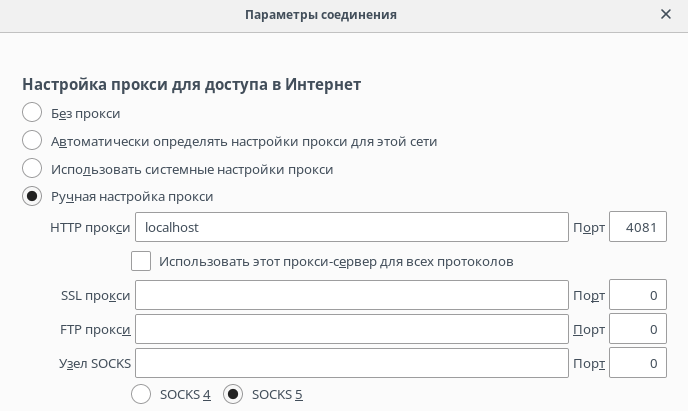 Параметры соединения
Настройка прокси для доступа в Интернет
Без прокси
Автоматически определять настройки прокси для этой сети
Использовать системные настройки прокси
Ручная настройка прокси
HTTP прокси localhost Порт 4081
Использовать этот прокси-сервер для всех протоколов
SSL прокси Порт 0
FTP прокси Порт 0
Узел SOCKS Порт 0
SOCKS 4 SOCKS 5